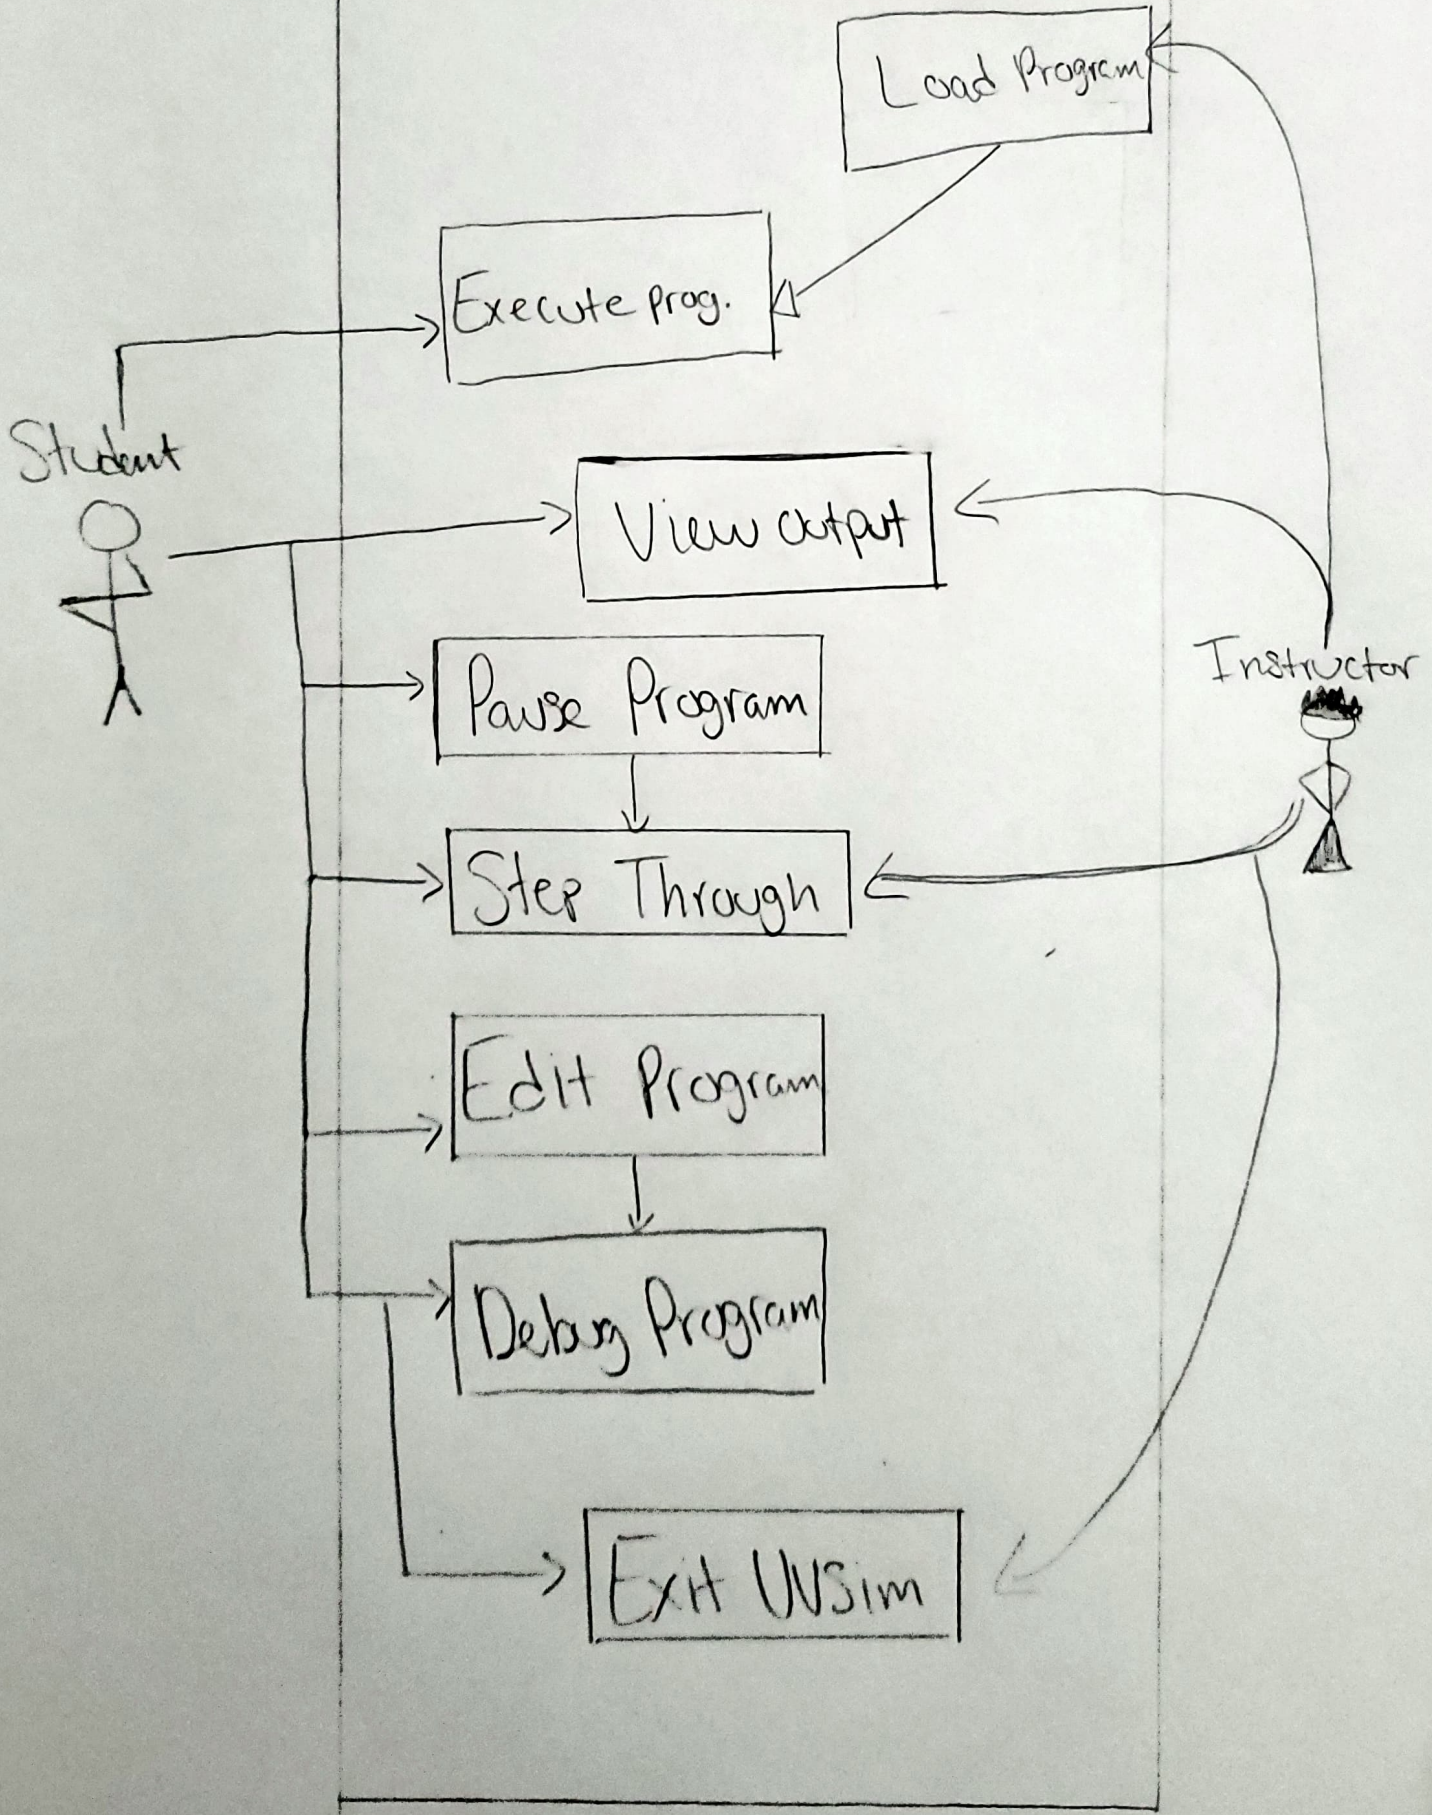 Load Program
Execute prog.
Student
View output
Instructor
Pause Program
Step Through
Edit Program
Debug Program
Exit UVSim